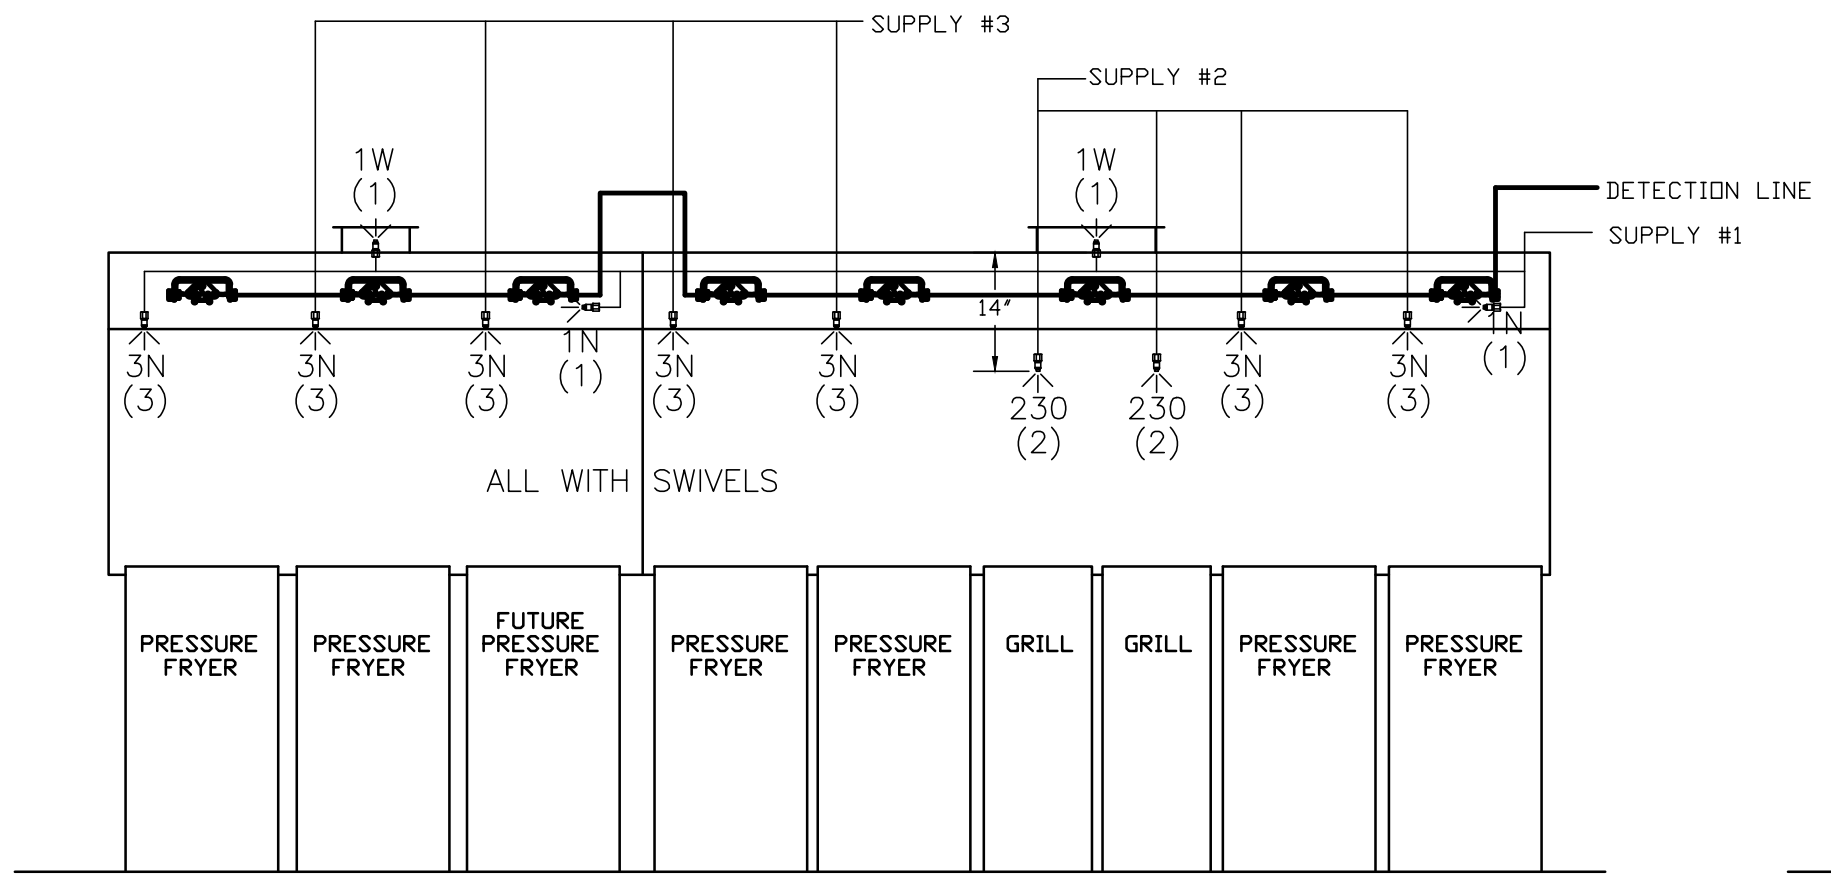 SUPPLY #3
SUPPLY #2
1W
(1)
1W
(1)
DETECTION LINE
SUPPLY #1
14"
3N
(3)
3N
(3)
3N
(3)
1N
(1)
3N
(3)
3N
(3)
230
(2)
230
(2)
3N
(3)
3N
(3)
1N
(1)
ALL WITH SWIVELS
PRESSURE
FRYER
PRESSURE
FRYER
FUTURE
PRESSURE
FRYER
PRESSURE
FRYER
PRESSURE
FRYER
GRILL
GRILL
PRESSURE
FRYER
PRESSURE
FRYER